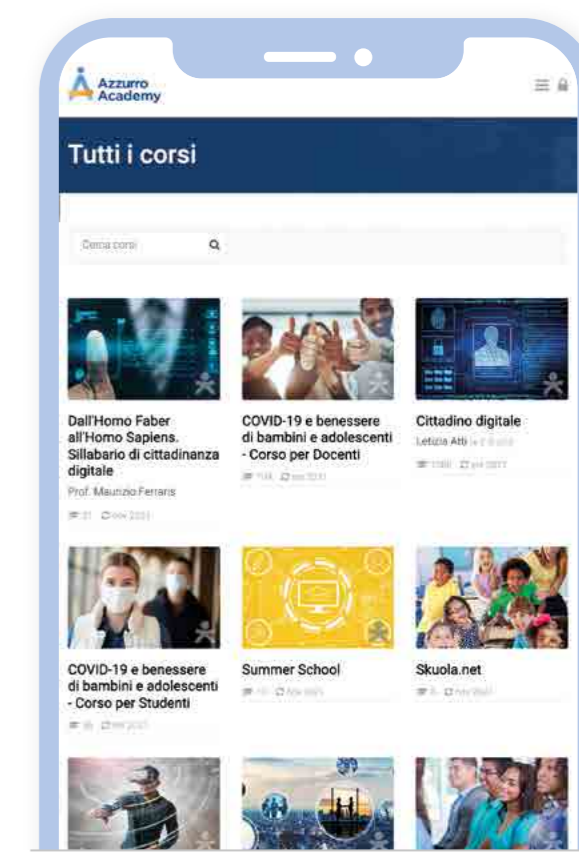 Azzurro
Academy
Tutti i corsi
Cerca corsi
Dall'Homo Faber
all'Homo Sapiens.
Sillabario di cittadinanza
digitale
Prof. Maurizio Ferraris
nov 2021
COVID-19 e benessere
di bambini e adolescenti
- Corso per Docenti
Cittadino digitale
Letizia Atti
COVID-19 e benessere
di bambini e adolescenti
- Corso per Studenti
Summer School
Skuola.net